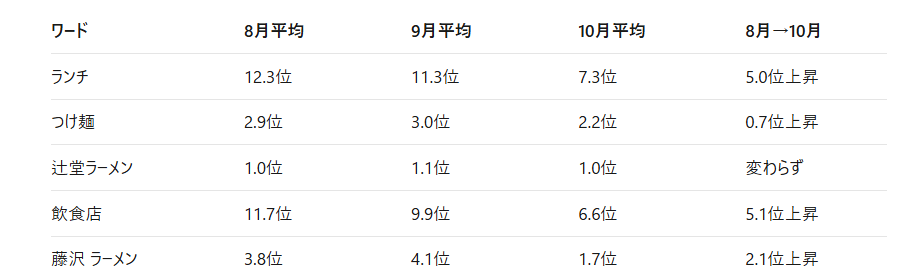 ワード 8月平均 9月平均 10月平均 8月→10月
ランチ 12.3位 11.3位 7.3位 5.0位上昇
つけ麺 2.9位 3.0位 2.2位 0.7位上昇
辻堂ラーメン 1.0位 1.1位 1.0位 変わらず
飲食店 11.7位 9.9位 6.6位 5.1位上昇
藤沢 ラーメン 3.8位 4.1位 1.7位 2.1位上昇